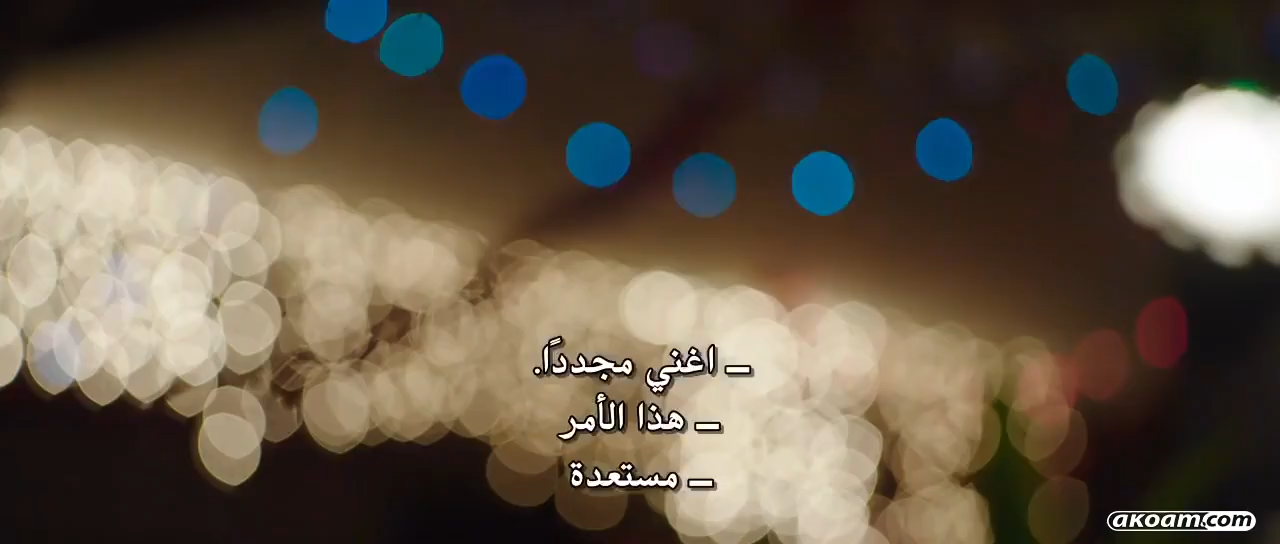 ـ اغني مجدداً.
ـ هذا الأمر
ـ مستعدة
akoam.com